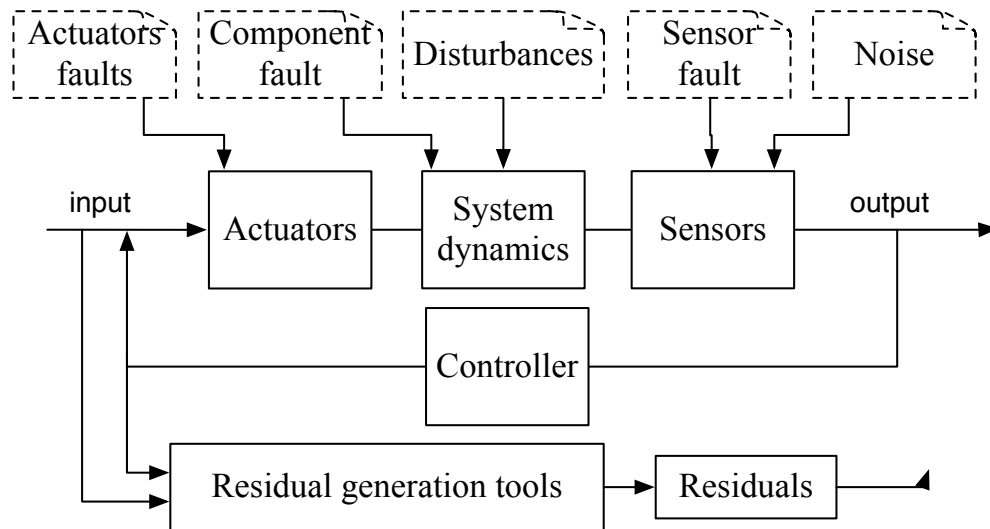 Actuators
faults
Component
fault
Disturbances
Sensor
fault
Noise
input
Actuators
System
dynamics
Sensors
output
Controller
Residual generation tools
Residuals